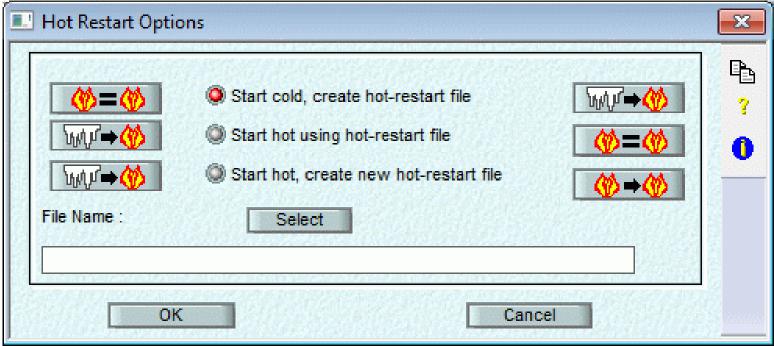 Hot Restart Options
Start cold, create hot-restart file
Start hot using hot-restart file
Start hot, create new hot-restart file
File Name :
Select
OK
Cancel